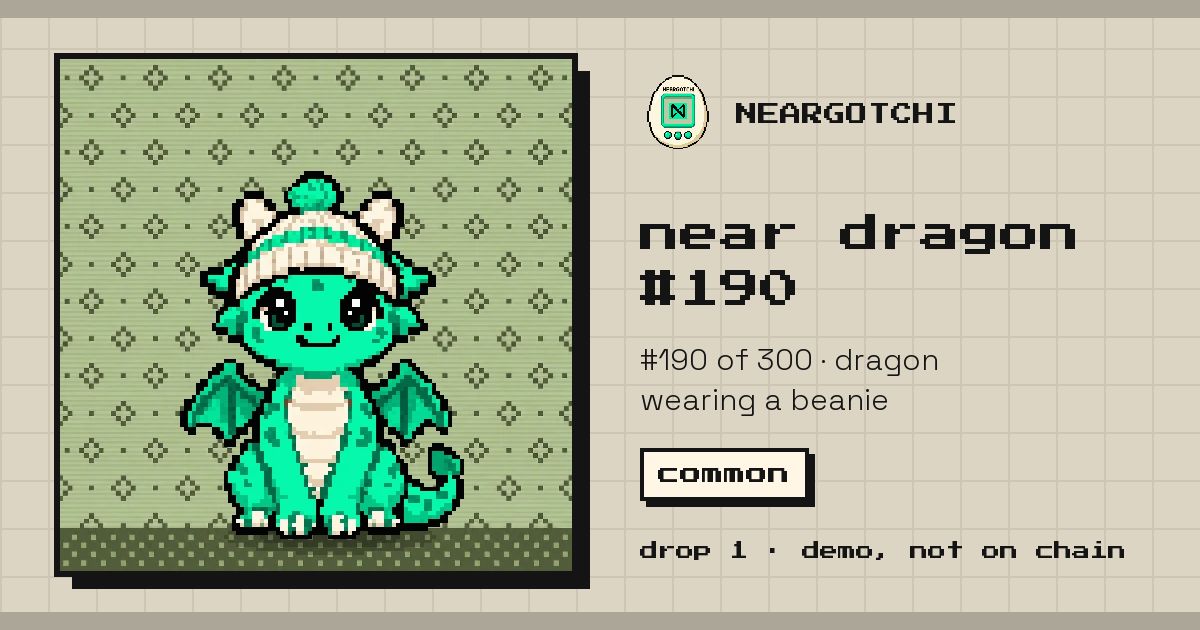 NEARGOTCHI
NEARGOTCHI
near dragon
#190
#190 of 300 · dragon
wearing a beanie
common
drop 1 · demo, not on chain